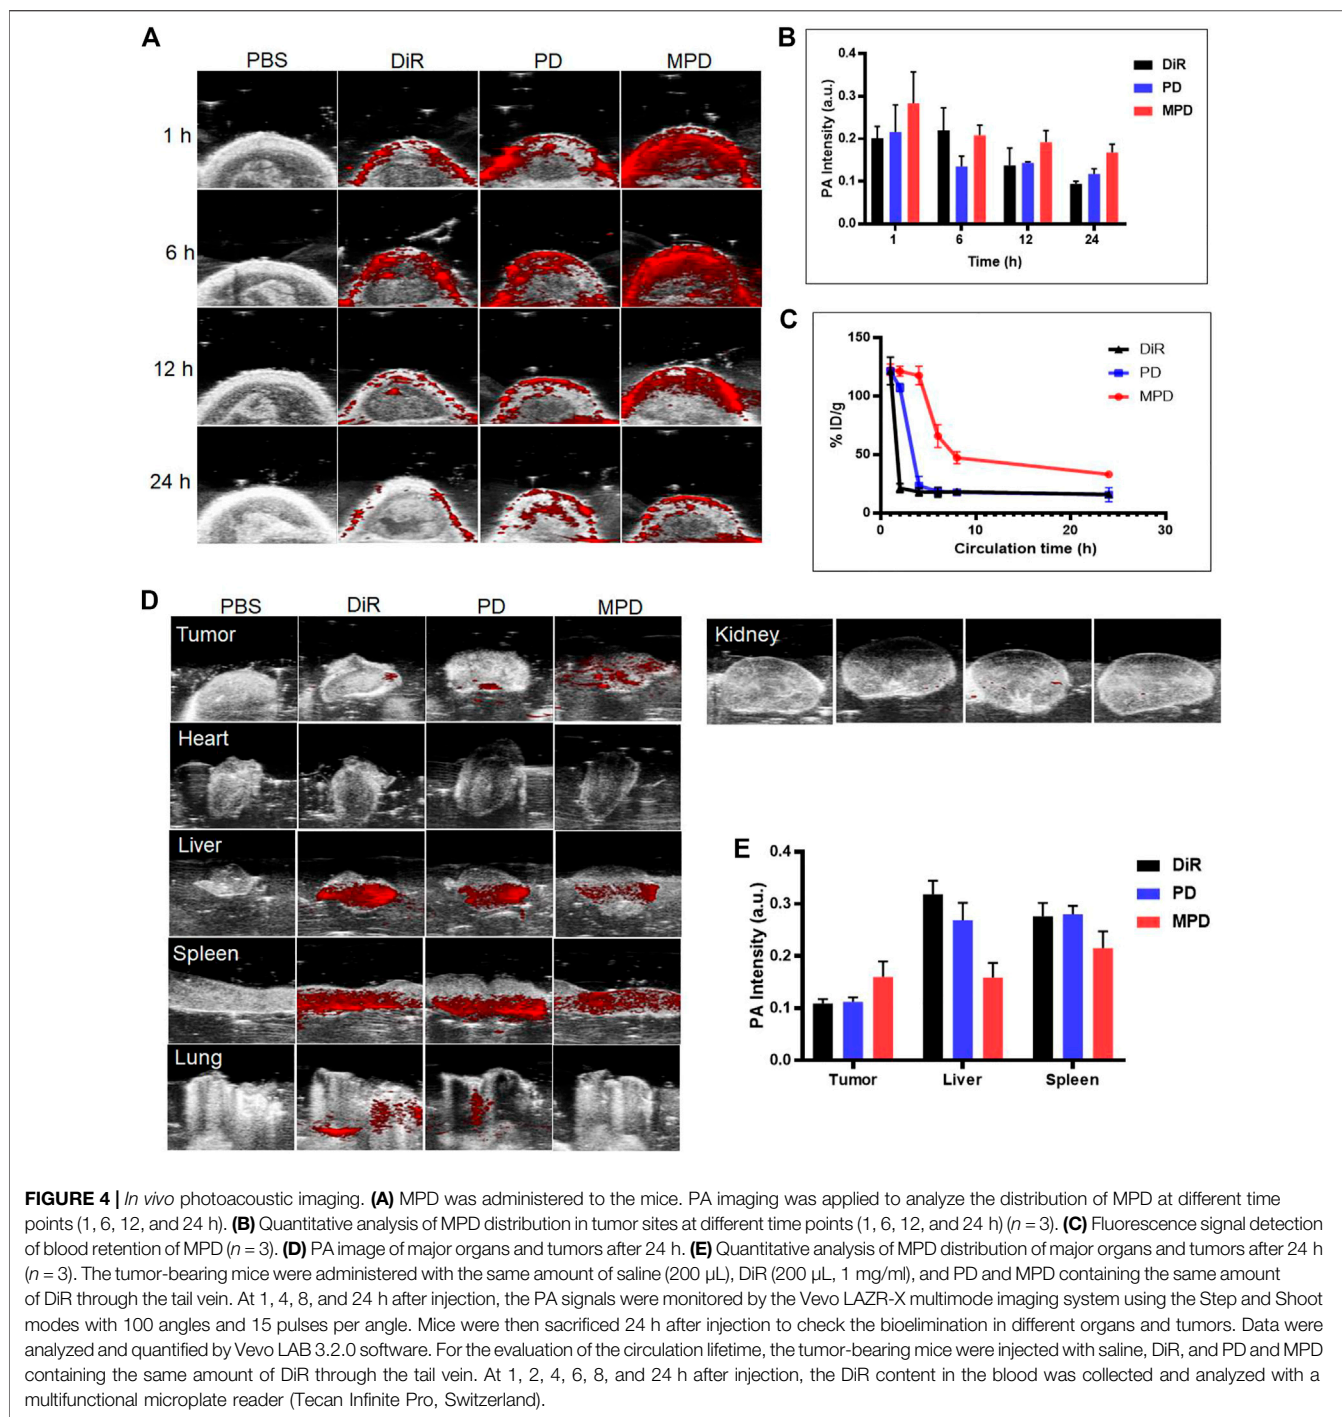 A
PBS DiR PD MPD
1 h
6 h
12 h
24 h
B
PA Intensity (a.u.)
0.4
0.3
0.2
0.1
0.0
1 6 12 24
Time (h)
DiR
PD
MPD
C
% ID/g
150
100
50
0
0 10 20 30
Circulation time (h)
DiR
PD
MPD
D
PBS DiR PD MPD
Tumor
Heart
Liver
Spleen
Lung
Kidney
E
PA Intensity (a.u.)
0.4
0.3
0.2
0.1
0.0
Tumor Liver Spleen
DiR
PD
MPD
FIGURE 4 | In vivo photoacoustic imaging. (A) MPD was administered to the mice. PA imaging was applied to analyze the distribution of MPD at different time
points (1, 6, 12, and 24 h). (B) Quantitative analysis of MPD distribution in tumor sites at different time points (1, 6, 12, and 24 h) (n = 3). (C) Fluorescence signal detection
of blood retention of MPD (n = 3). (D) PA image of major organs and tumors after 24 h. (E) Quantitative analysis of MPD distribution of major organs and tumors after 24 h
(n = 3). The tumor-bearing mice were administered with the same amount of saline (200 μL), DiR (200 μL, 1 mg/ml), and PD and MPD containing the same amount
of DiR through the tail vein. At 1, 4, 8, and 24 h after injection, the PA signals were monitored by the Vevo LAZR-X multimode imaging system using the Step and Shoot
modes with 100 angles and 15 pulses per angle. Mice were then sacrificed 24 h after injection to check the bioelimination in different organs and tumors. Data were
analyzed and quantified by Vevo LAB 3.2.0 software. For the evaluation of the circulation lifetime, the tumor-bearing mice were injected with saline, DiR, and PD and MPD
containing the same amount of DiR through the tail vein. At 1, 2, 4, 6, 8, and 24 h after injection, the DiR content in the blood was collected and analyzed with a
multifunctional microplate reader (Tecan Infinite Pro, Switzerland).